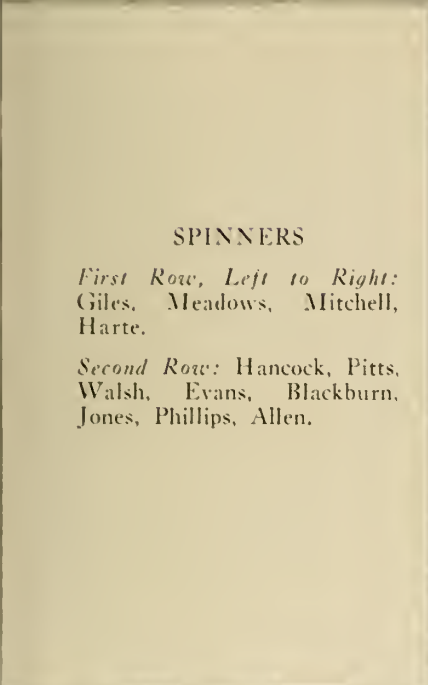 SPINNERS
First Row, Left to Right:
Giles, Meadows, Mitchell,
Harte.
Second Row: Hancock, Pitts,
Walsh, Evans, Blackburn,
Jones, Phillips, Allen.